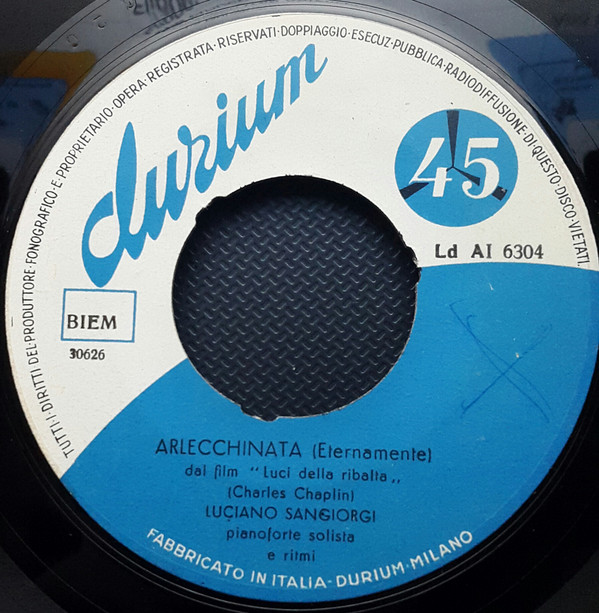 TUTTI·I·DIRITTI DEL·PRODUTTORE·FONOGRAFICO·E·PROPRIETARIO·OPERA·REGISTRATA·RISERVATI·DOPPIAGGIO·ESECUZ·PUBBLICA·RADIODIFFUSIONE·DI·QUESTO·DISCO·VIETATI
durium
45
Ld AI 6304
BIEM
30626
ARLECCHINATA (Eternamente)
dal film "Luci della ribalta„
(Charles Chaplin)
LUCIANO SANGIORGI
pianoforte solista
e ritmi
FABBRICATO IN ITALIA·DURIUM·MILANO